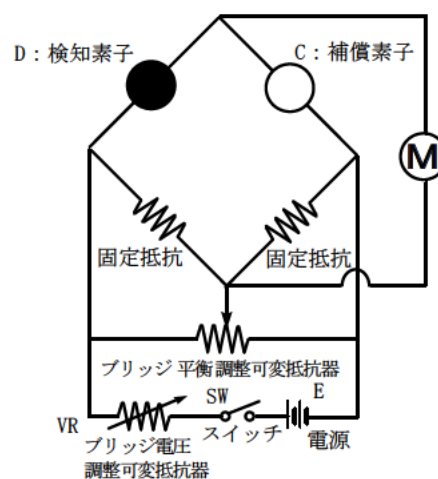 D：検知素子
C：補償素子
M
固定抵抗
固定抵抗
ブリッジ 平衡調整可変抵抗器
SW
E
VR
スイッチ
電源
ブリッジ電圧
調整可変抵抗器